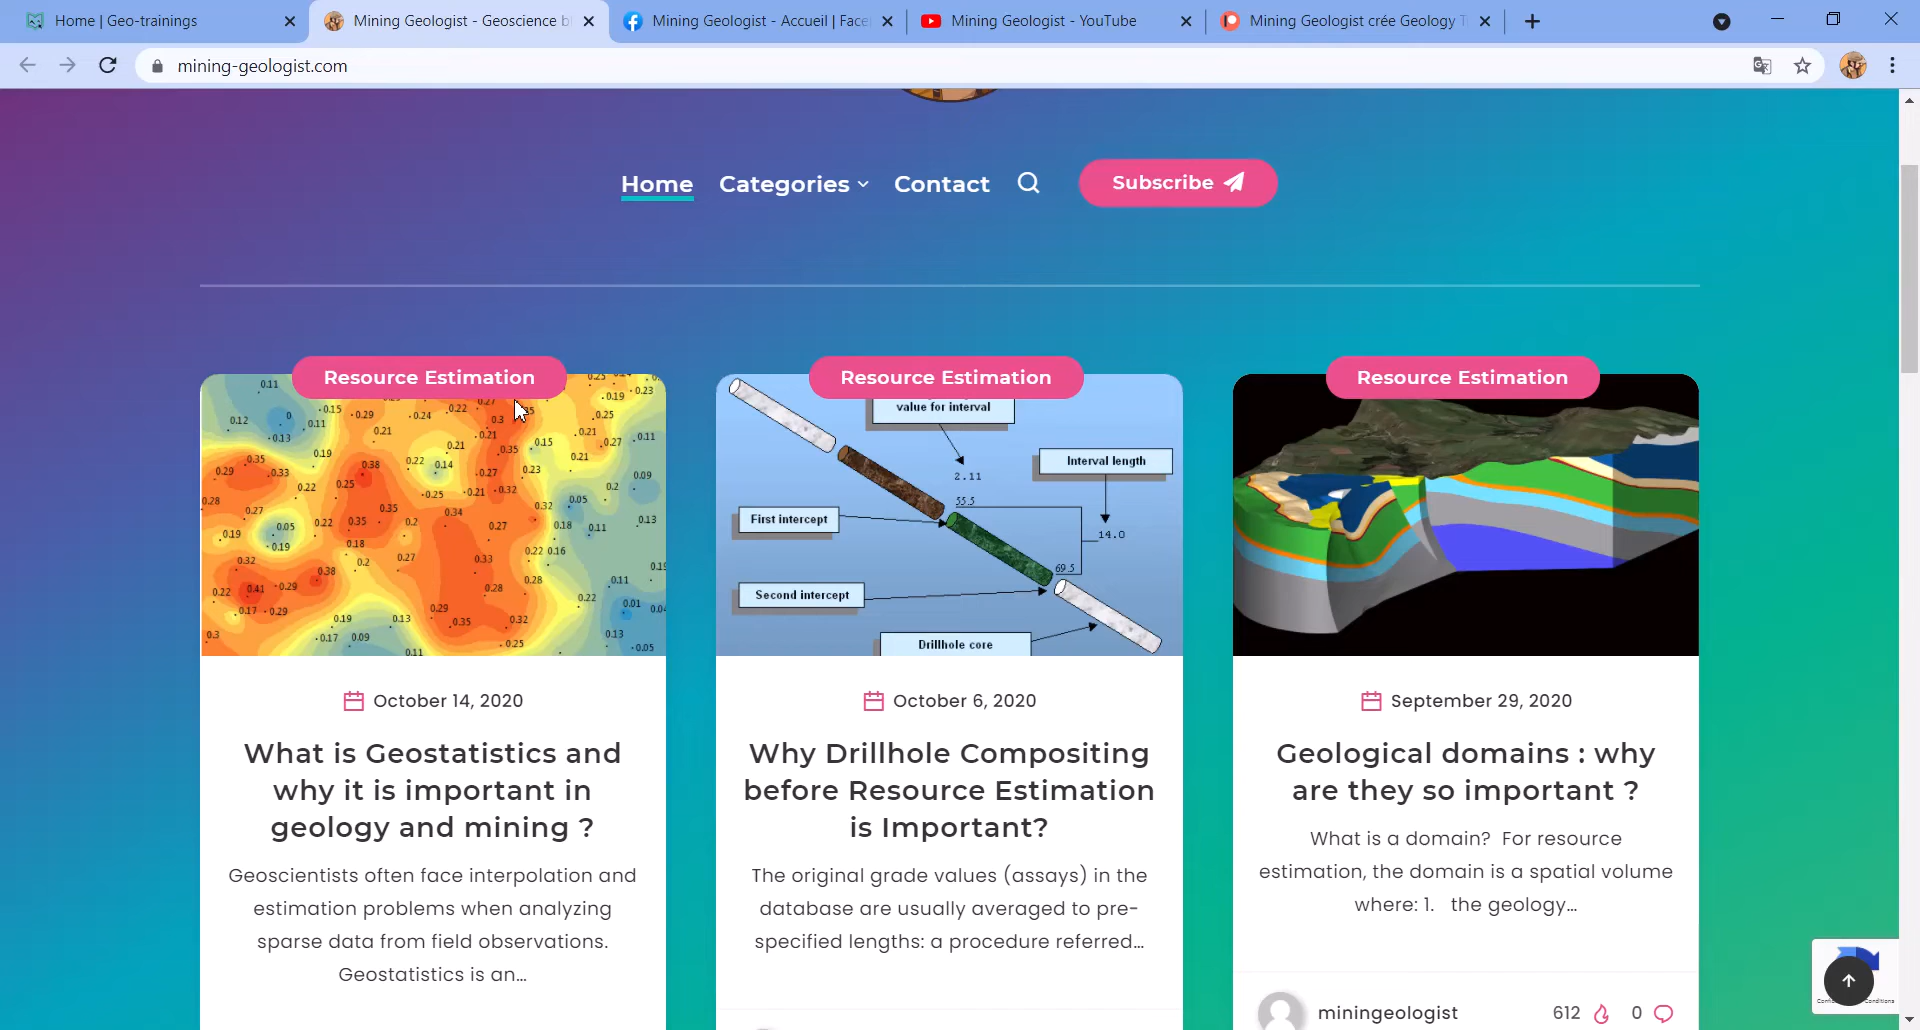 Home | Geo-trainings
Mining Geologist - Geoscience b
Mining Geologist - Accueil | Face
Mining Geologist - YouTube
Mining Geologist crée Geology T
mining-geologist.com
Home
Categories
Contact
Subscribe
Resource Estimation
Resource Estimation
Resource Estimation
value for interval
Interval length
2.11
55.5
First intercept
14.0
69.5
Second intercept
Drillhole core
October 14, 2020
What is Geostatistics and
why it is important in
geology and mining ?
Geoscientists often face interpolation and
estimation problems when analyzing
sparse data from field observations.
Geostatistics is an...
October 6, 2020
Why Drillhole Compositing
before Resource Estimation
is Important?
The original grade values (assays) in the
database are usually averaged to pre-
specified lengths: a procedure referred...
September 29, 2020
Geological domains : why
are they so important ?
What is a domain? For resource
estimation, the domain is a spatial volume
where: 1. the geology...
miningeologist
612
0